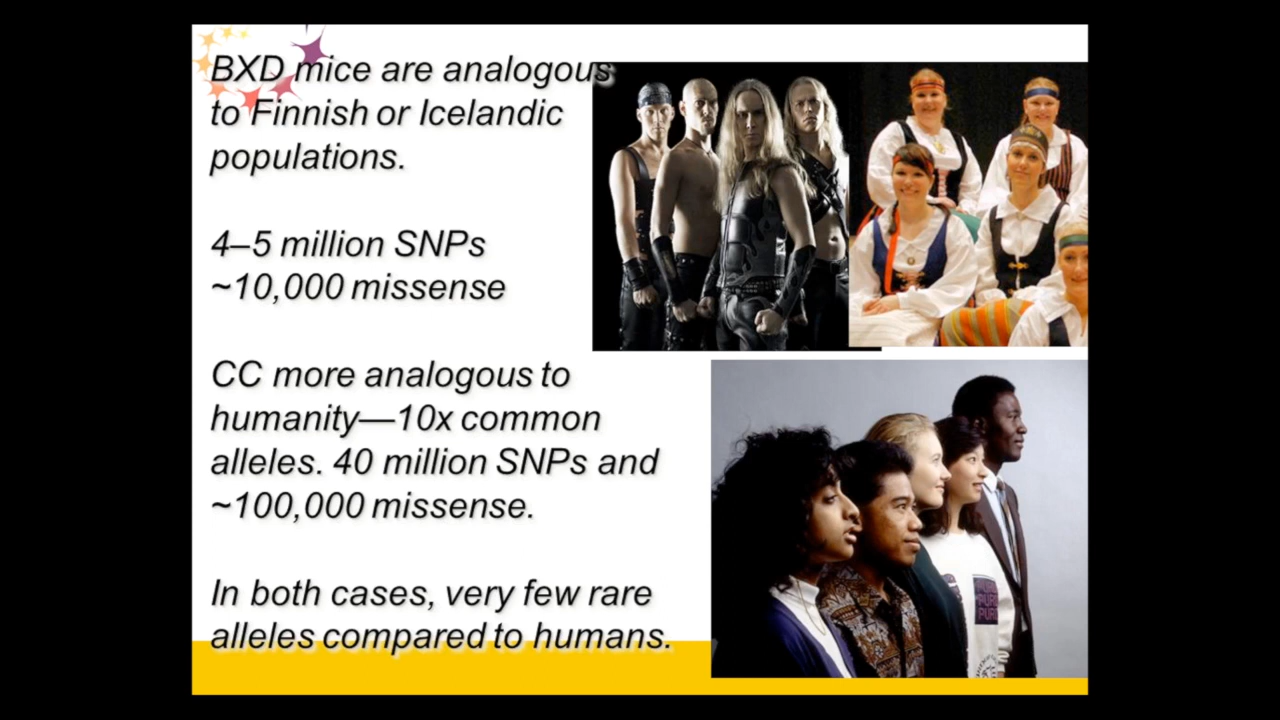 BXD mice are analogous
to Finnish or Icelandic
populations.
4–5 million SNPs
~10,000 missense
CC more analogous to
humanity—10x common
alleles. 40 million SNPs and
~100,000 missense.
In both cases, very few rare
alleles compared to humans.